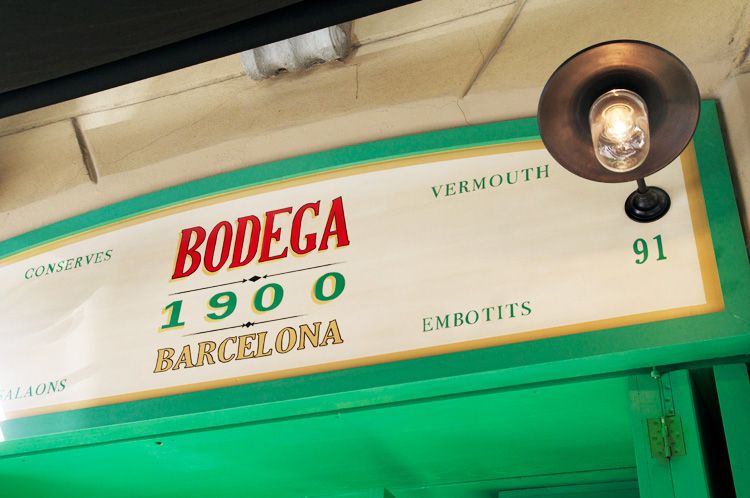 CONSERVES
BODEGA
1900
BARCELONA
VERMOUTH
EMBOTITS
91